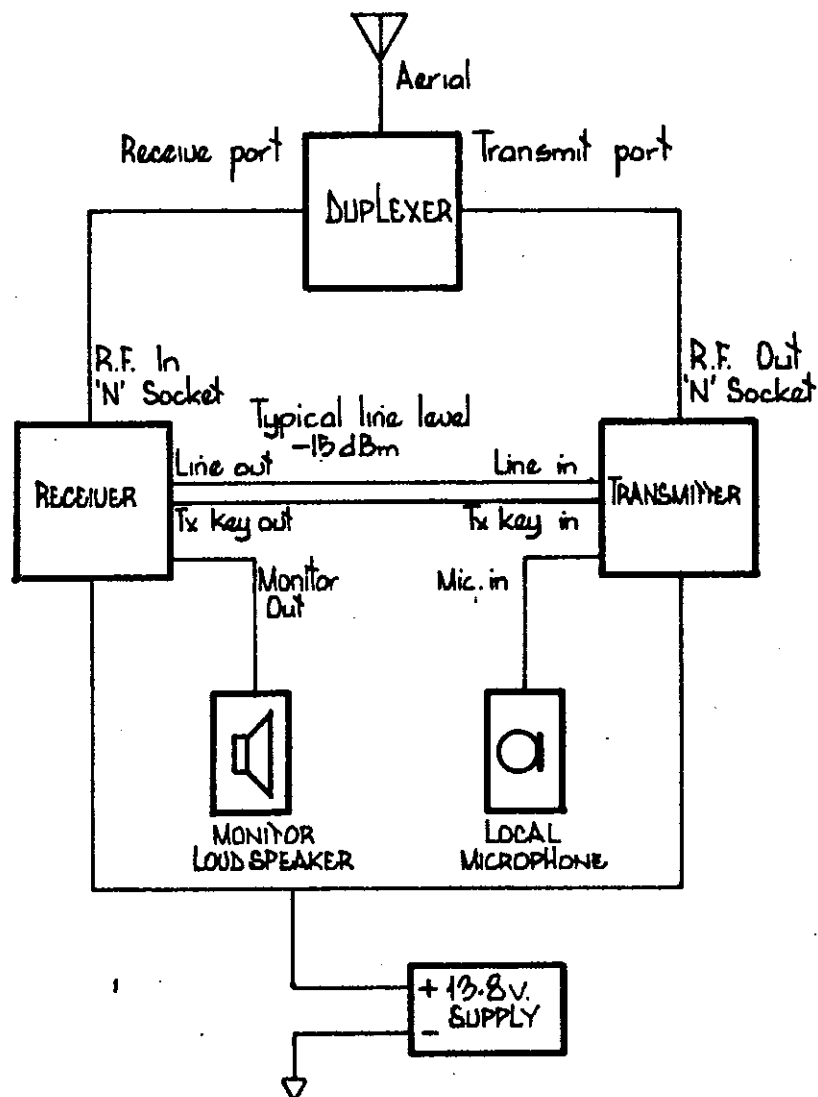 Aerial
Receive port
Transmit port
DUPLEXER
R.F. In
'N' Socket
R.F. Out
'N' Socket
Typical line level
-15dBm
Line out
Line in
RECEIVER
TRANSMITTER
Tx key out
Tx key in
Monitor
Out
Mic. in
MONITOR
LOUDSPEAKER
LOCAL
MICROPHONE
+ 13.8v.
SUPPLY
-